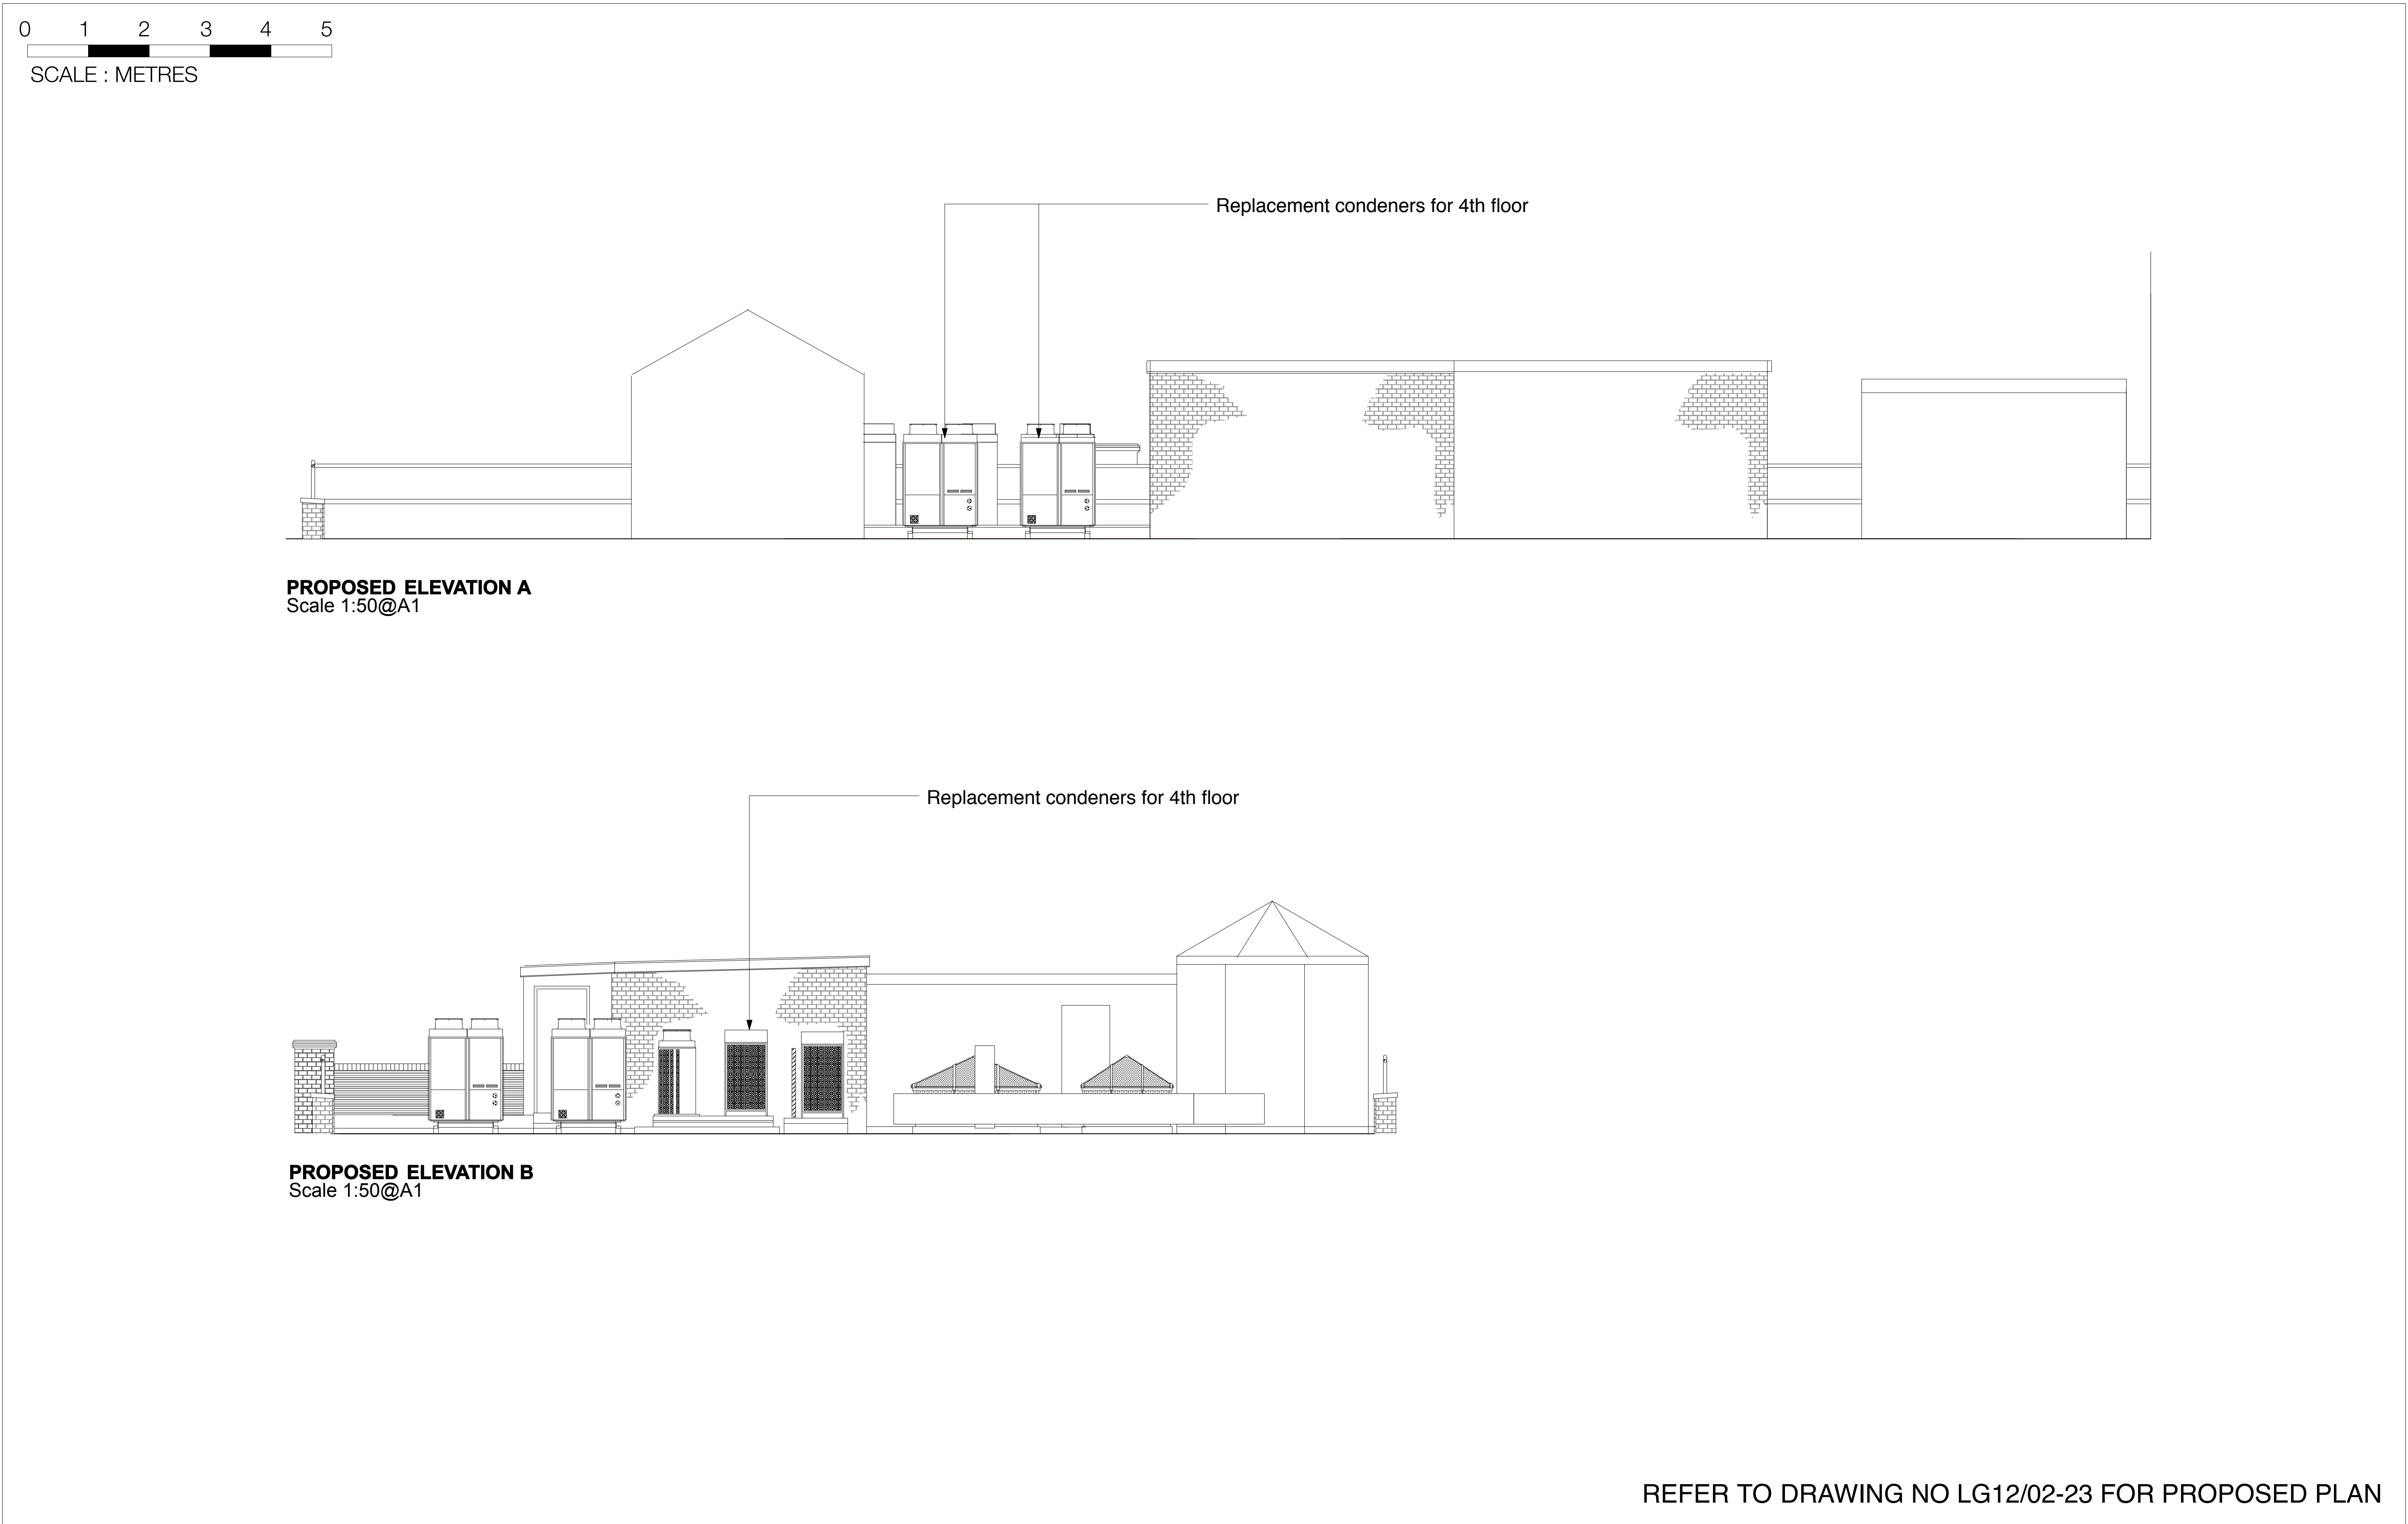 0 1 2 3 4 5
SCALE : METRES
Replacement condeners for 4th floor
PROPOSED ELEVATION A
Scale 1:50@A1
Replacement condeners for 4th floor
PROPOSED ELEVATION B
Scale 1:50@A1
REFER TO DRAWING NO LG12/02-23 FOR PROPOSED PLAN